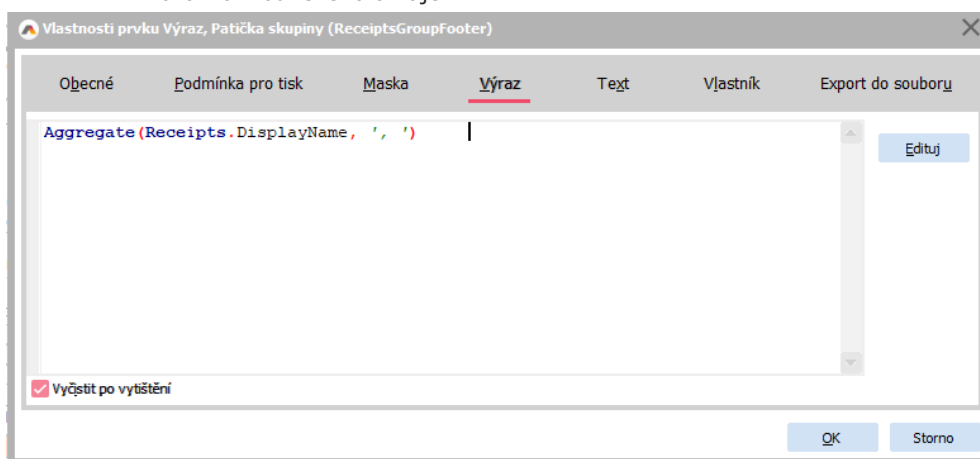 Vlastnosti prvku Výraz, Patička skupiny (ReceiptsGroupFooter)
Obecné Podmínka pro tisk Maska Výraz Text Vlastník Export do souboru
Aggregate(Receipts.DisplayName, ', ')
Edituj
Vyčistit po vytištění
OK Storno